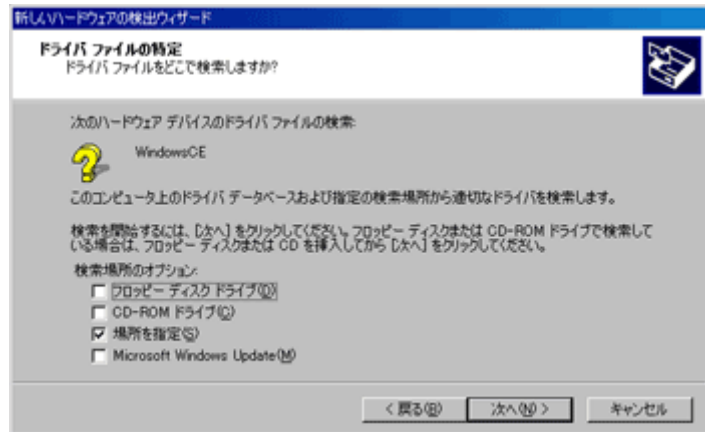 新しいハードウェアの検出ウィザード
ドライバ ファイルの特定
ドライバ ファイルをどこで検索しますか?
次のハードウェア デバイスのドライバ ファイルの検索:
WindowsCE
このコンピュータ上のドライバ データベースおよび指定の検索場所から適切なドライバを検索します。
検索を開始するには、[次へ] をクリックしてください。フロッピー ディスクまたは CD-ROM ドライブで検索して
いる場合は、フロッピー ディスクまたは CD を挿入してから [次へ] をクリックしてください。
検索場所のオプション:
フロッピー ディスク ドライブ(D)
CD-ROM ドライブ(C)
場所を指定(S)
Microsoft Windows Update(M)
< 戻る(B) 次へ(N) > キャンセル